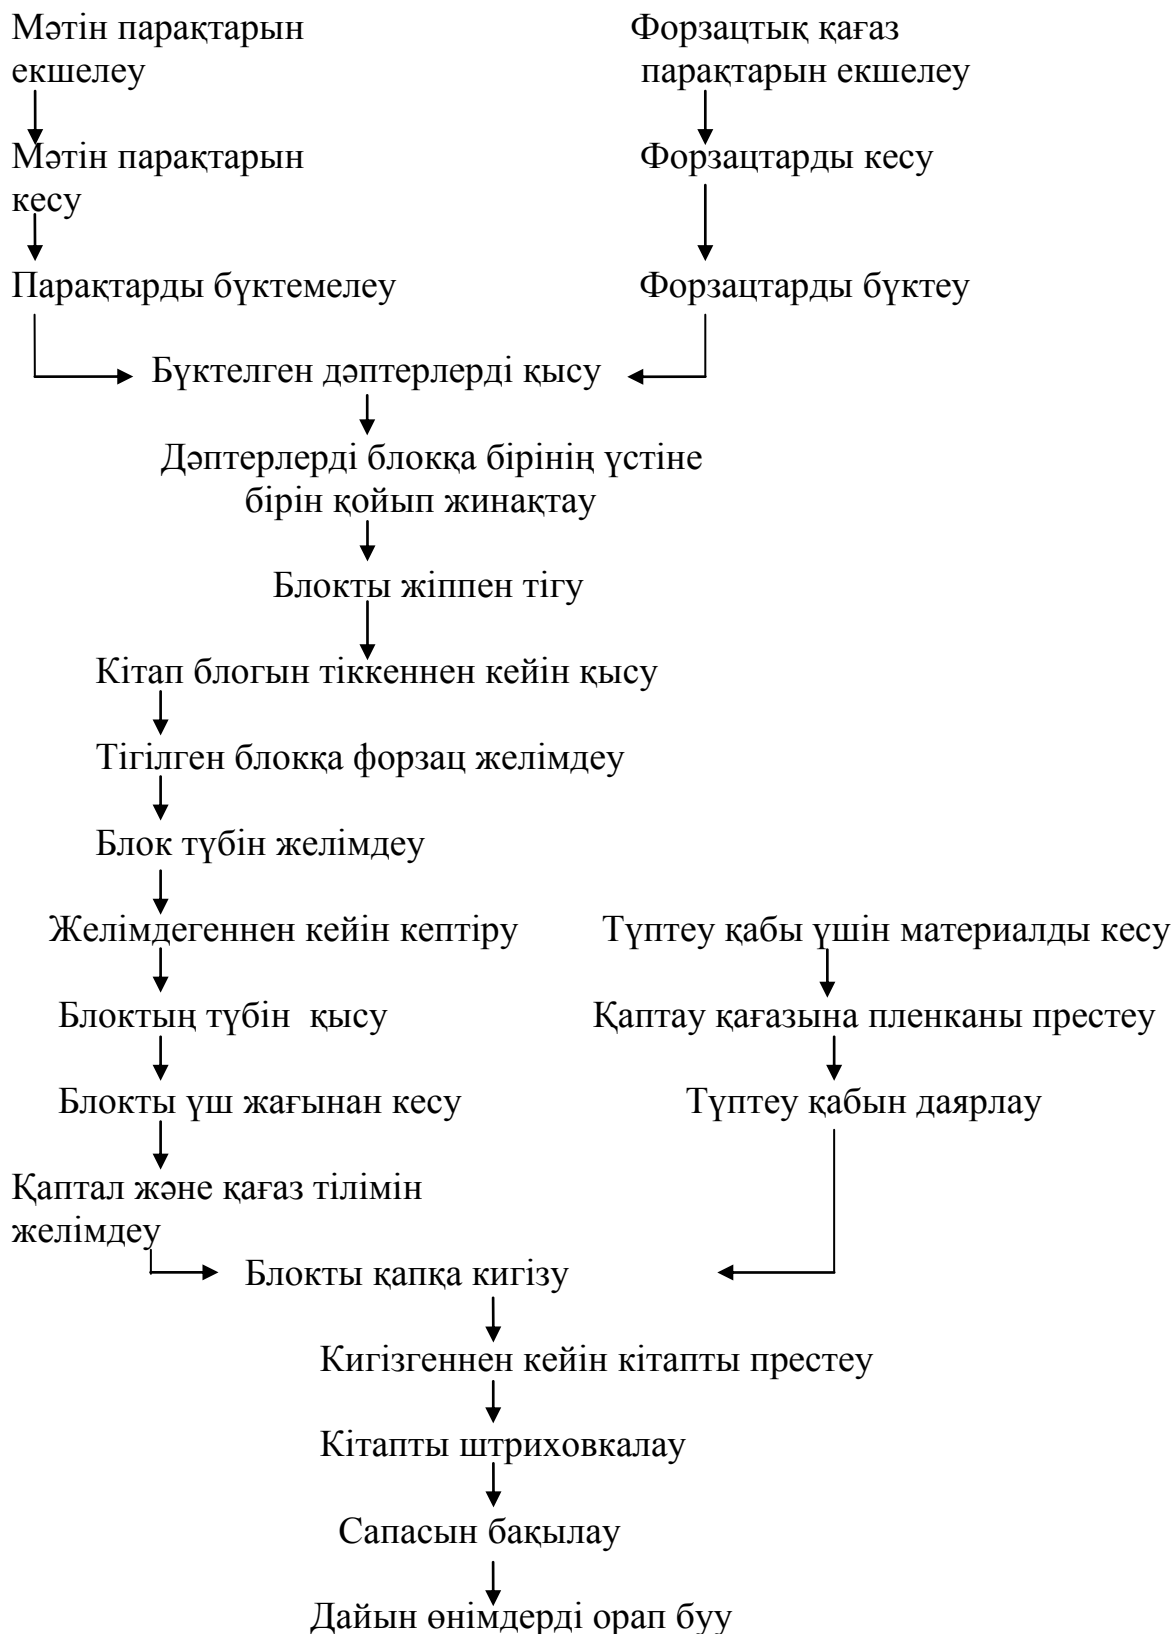 Мәтін парақтарын
екшелеу
Форзацтық қағаз
парақтарын екшелеу
Мәтін парақтарын
кесу
Форзацтарды кесу
Парақтарды бүктемелеу
Форзацтарды бүктеу
Бүктелген дәптерлерді қысу
Дәптерлерді блокқа бірінің үстіне
бірін қойып жинақтау
Блокты жіппен тігу
Кітап блогын тіккеннен кейін қысу
Тігілген блокқа форзац желімдеу
Блок түбін желімдеу
Желімдегеннен кейін кептіру
Түптеу қабы үшін материалды кесу
Блоктың түбін қысу
Қаптау қағазына пленканы престеу
Блокты үш жағынан кесу
Түптеу қабын даярлау
Қаптал және қағаз тілімін
желімдеу
Блокты қапқа кигізу
Кигізгеннен кейін кітапты престеу
Кітапты штриховкалау
Сапасын бақылау
Дайын өнімдерді орап буу